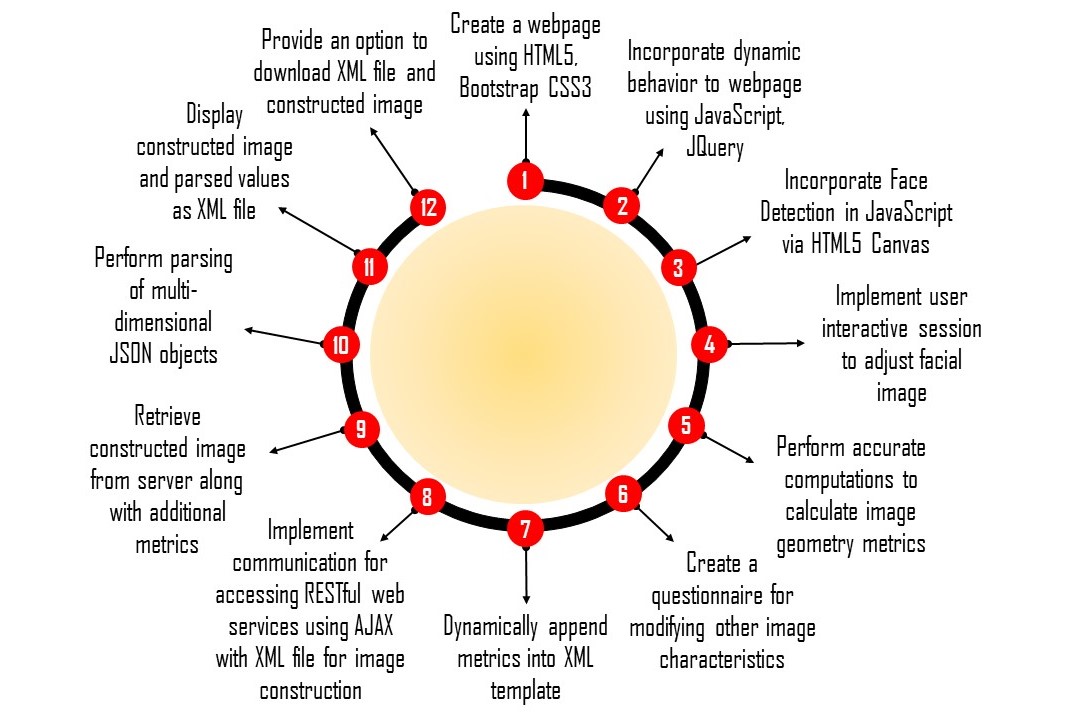 Create a webpage
using HTML5,
Bootstrap CSS3
1
Incorporate dynamic
behavior to webpage
using JavaScript,
JQuery
2
Incorporate Face
Detection in JavaScript
via HTML5 Canvas
3
Implement user
interactive session
to adjust facial
image
4
Perform accurate
computations to
calculate image
geometry metrics
5
Create a
questionnaire for
modifying other image
characteristics
6
Dynamically append
metrics into XML
template
7
Implement
communication for
accessing RESTful web
services using AJAX
with XML file for image
construction
8
Retrieve
constructed image
from server along
with additional
metrics
9
Perform parsing
of multi-
dimensional
JSON objects
10
Display
constructed image
and parsed values
as XML file
11
Provide an option to
download XML file and
constructed image
12